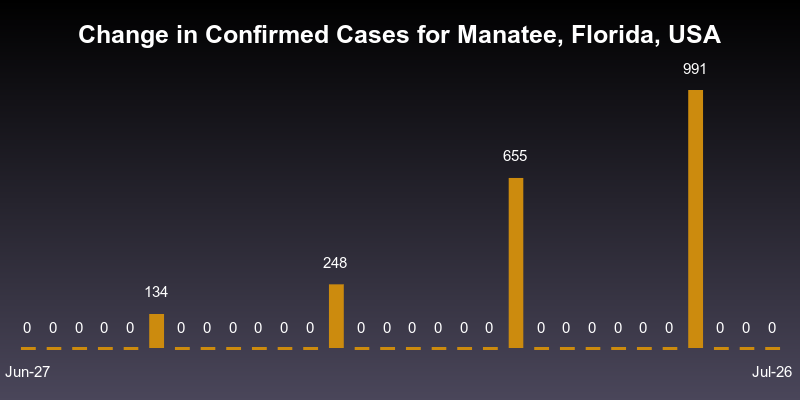 Change in Confirmed Cases for Manatee, Florida, USA
991
655
248
134
0 0 0 0 0 0 0 0 0 0 0 0 0 0 0 0 0 0 0 0 0 0 0 0 0 0
Jun-27 Jul-26